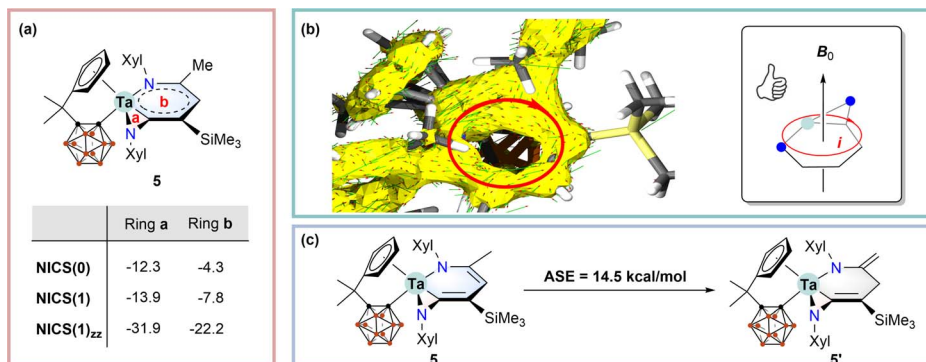 (a)
Xyl
N
Me
Ta
b
a
N
Xyl
SiMe3
5
Ring a Ring b
NICS(0) -12.3 -4.3
NICS(1) -13.9 -7.8
NICS(1)zz -31.9 -22.2
(b)
B0
i
(c)
Xyl
N
Ta
N
Xyl
SiMe3
5
ASE = 14.5 kcal/mol
Xyl
N
Ta
N
Xyl
SiMe3
5'